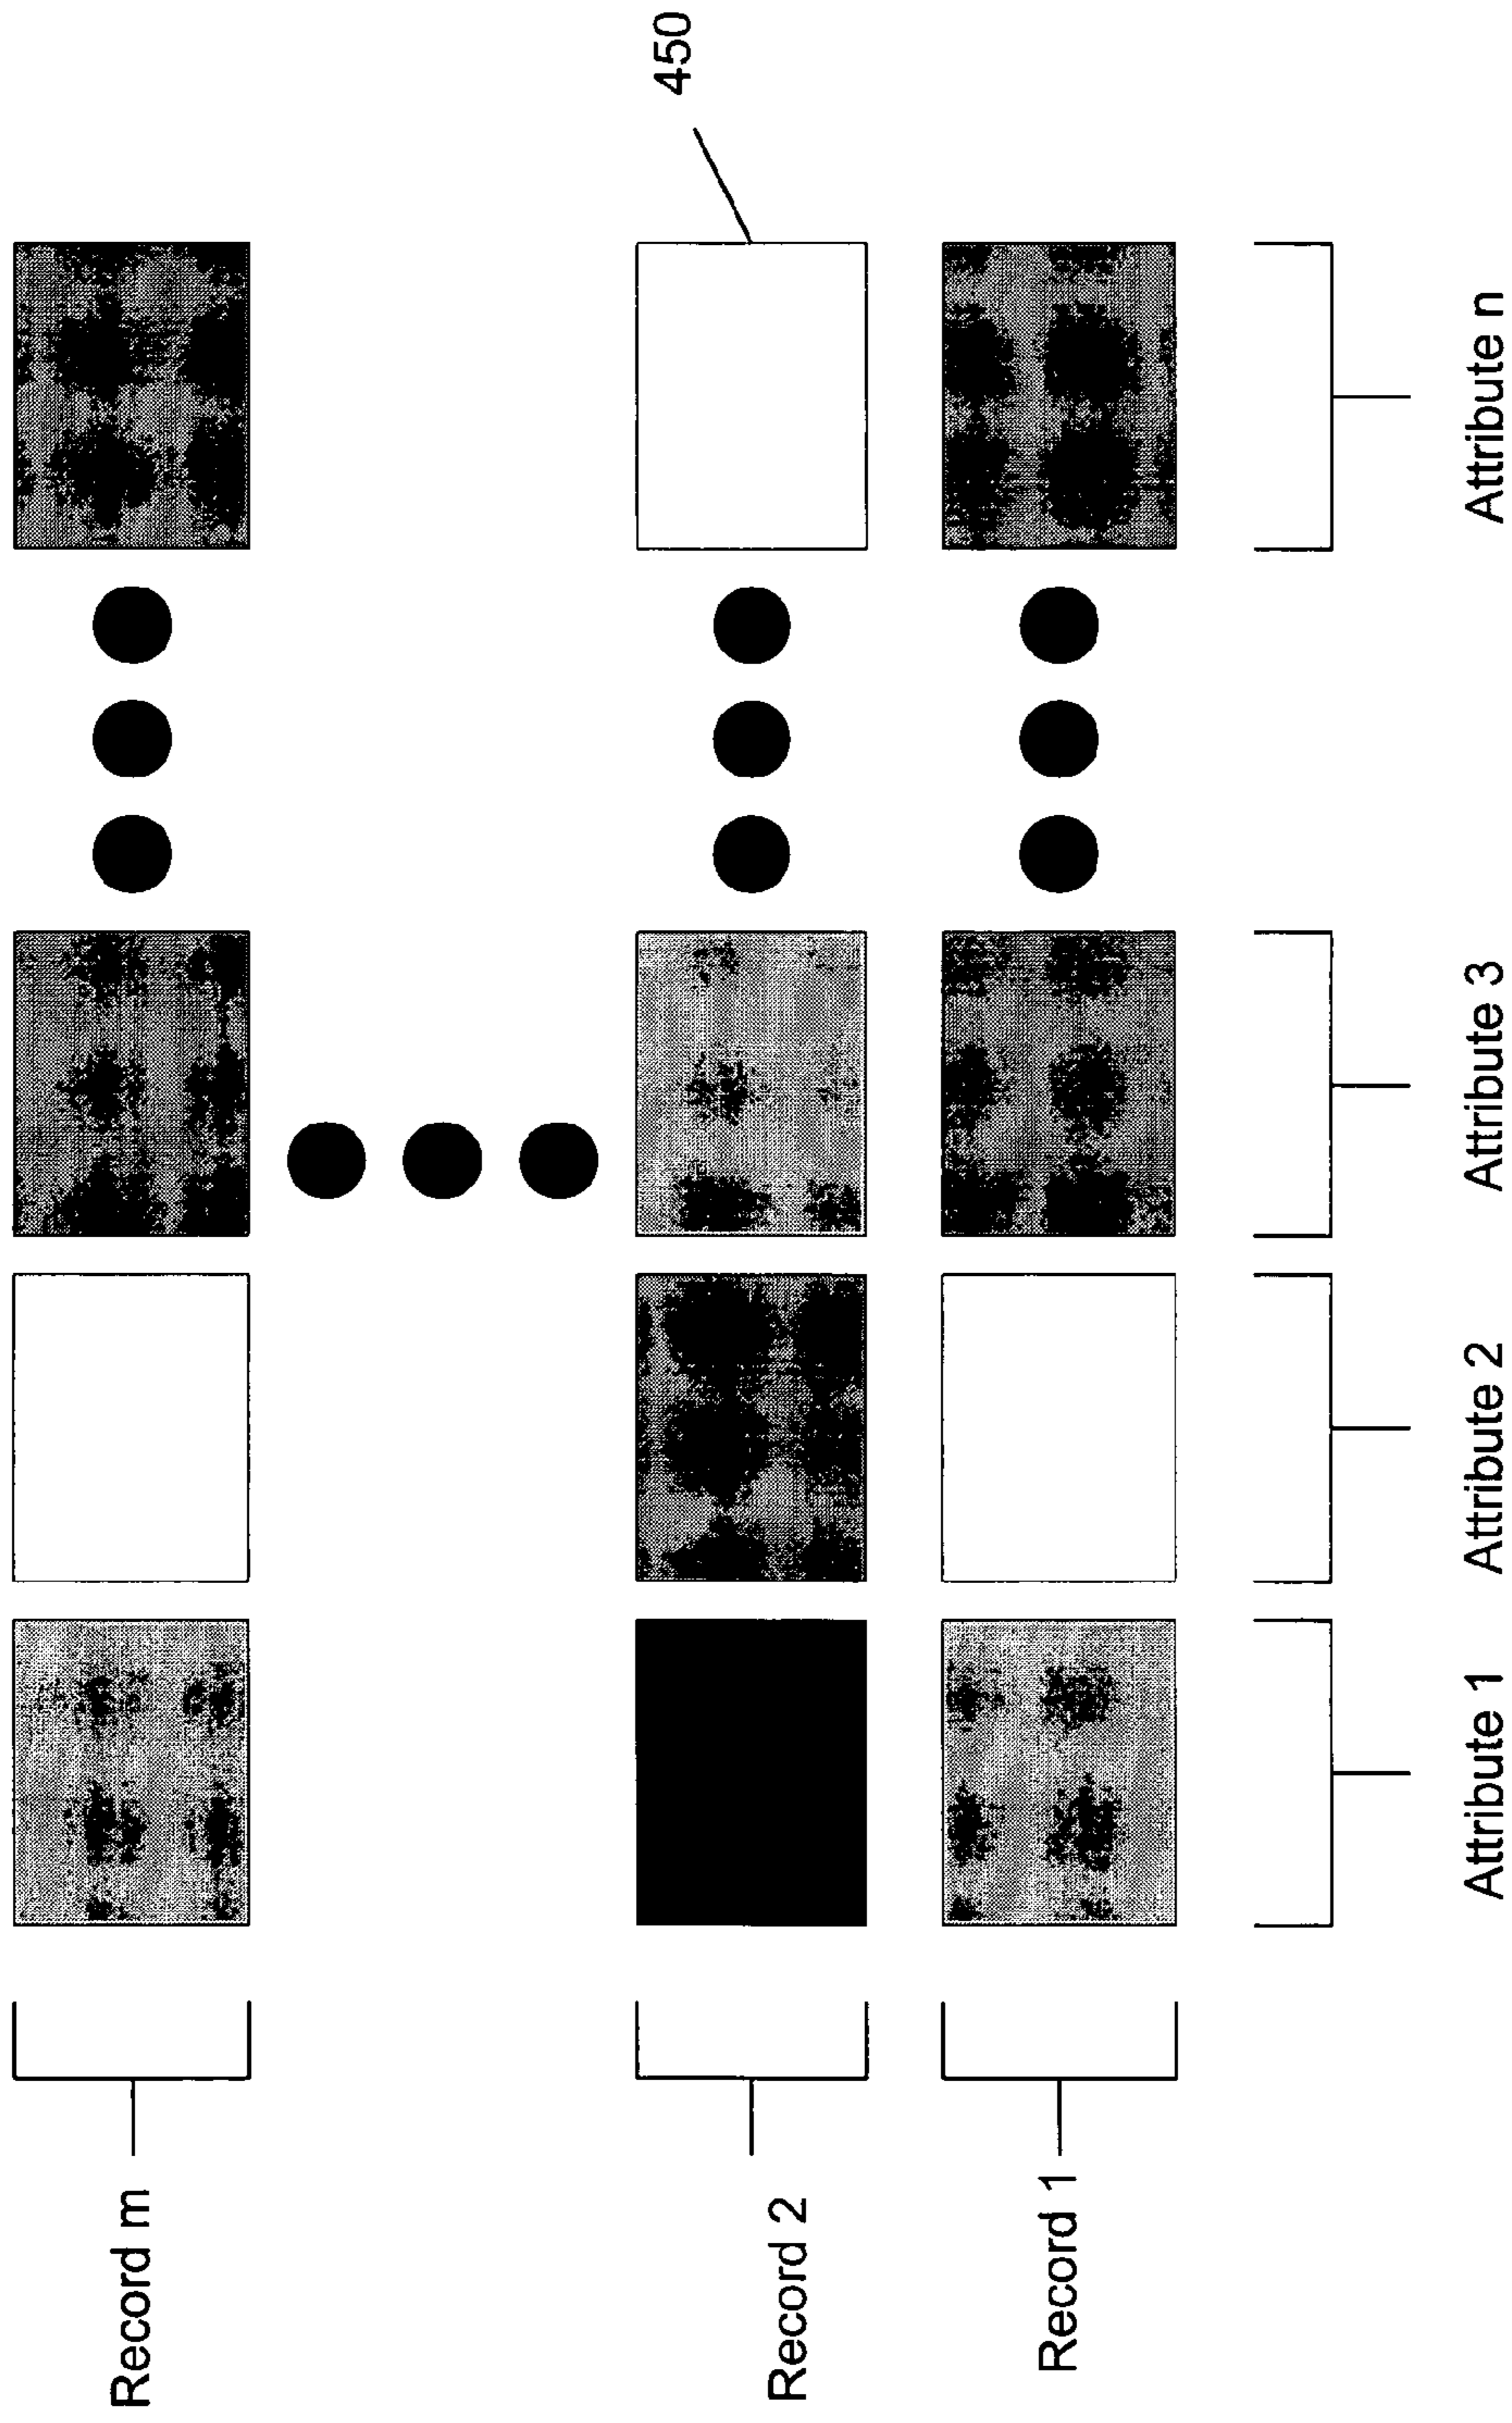 450
Record m
Record 2
Record 1
Attribute 1
Attribute 2
Attribute 3
Attribute n